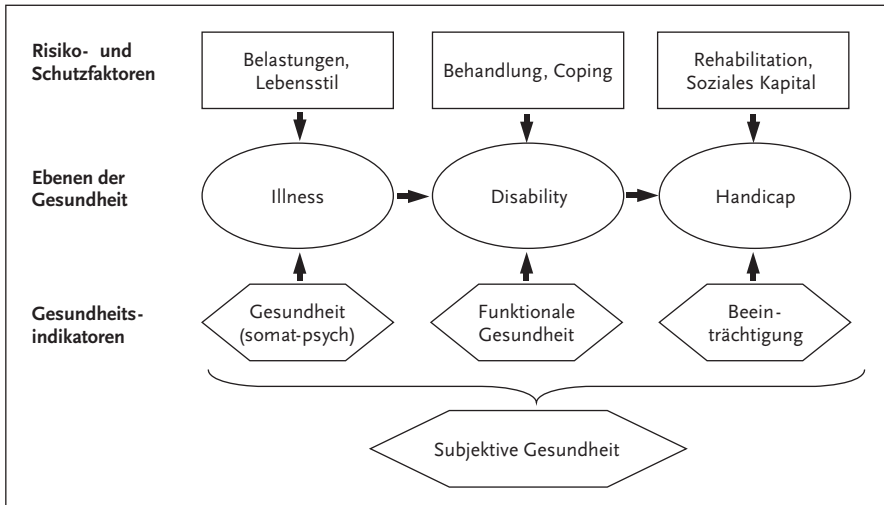 Risiko- und
Schutzfaktoren
Belastungen,
Lebensstil
Behandlung, Coping
Rehabilitation,
Soziales Kapital
Ebenen der
Gesundheit
Illness
Disability
Handicap
Gesundheits-
indikatoren
Gesundheit
(somat-psych)
Funktionale
Gesundheit
Beein-
trächtigung
Subjektive Gesundheit